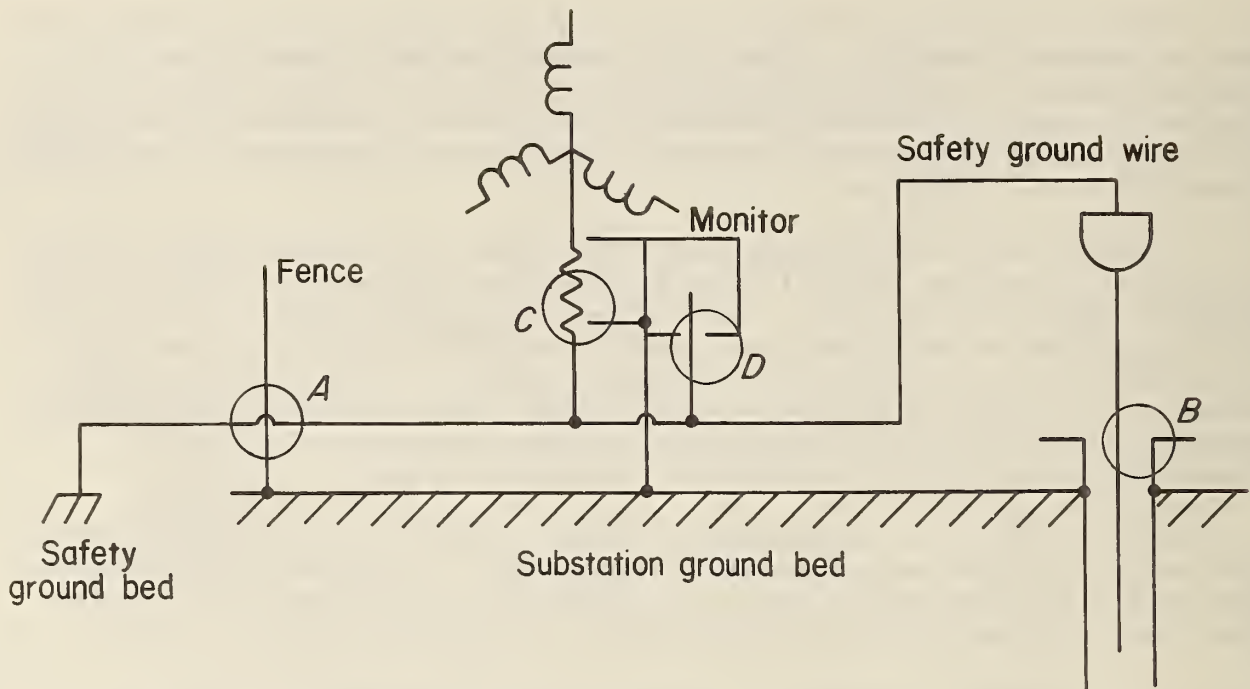 Safety ground wire
Monitor
Fence
C
D
A
B
Safety
ground bed
Substation ground bed